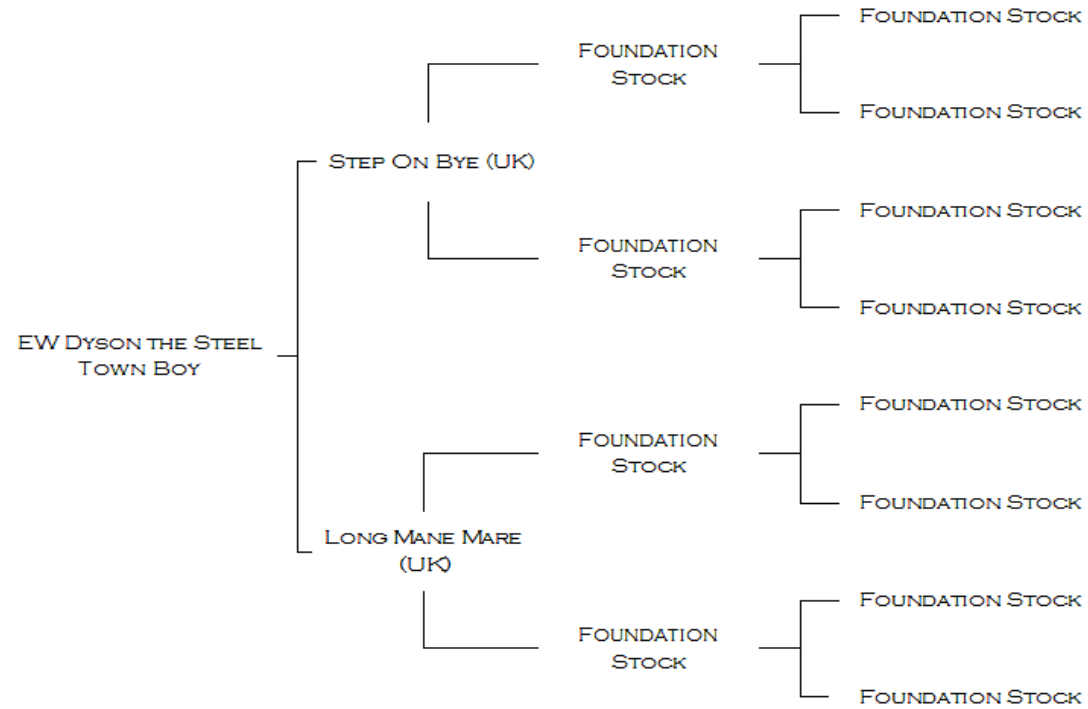 Foundation Stock
Foundation
Stock
Foundation Stock
Step On Bye (UK)
Foundation Stock
Foundation
Stock
Foundation Stock
EW Dyson the Steel
Town Boy
Foundation Stock
Foundation
Stock
Foundation Stock
Long Mane Mare
(UK)
Foundation Stock
Foundation
Stock
Foundation Stock